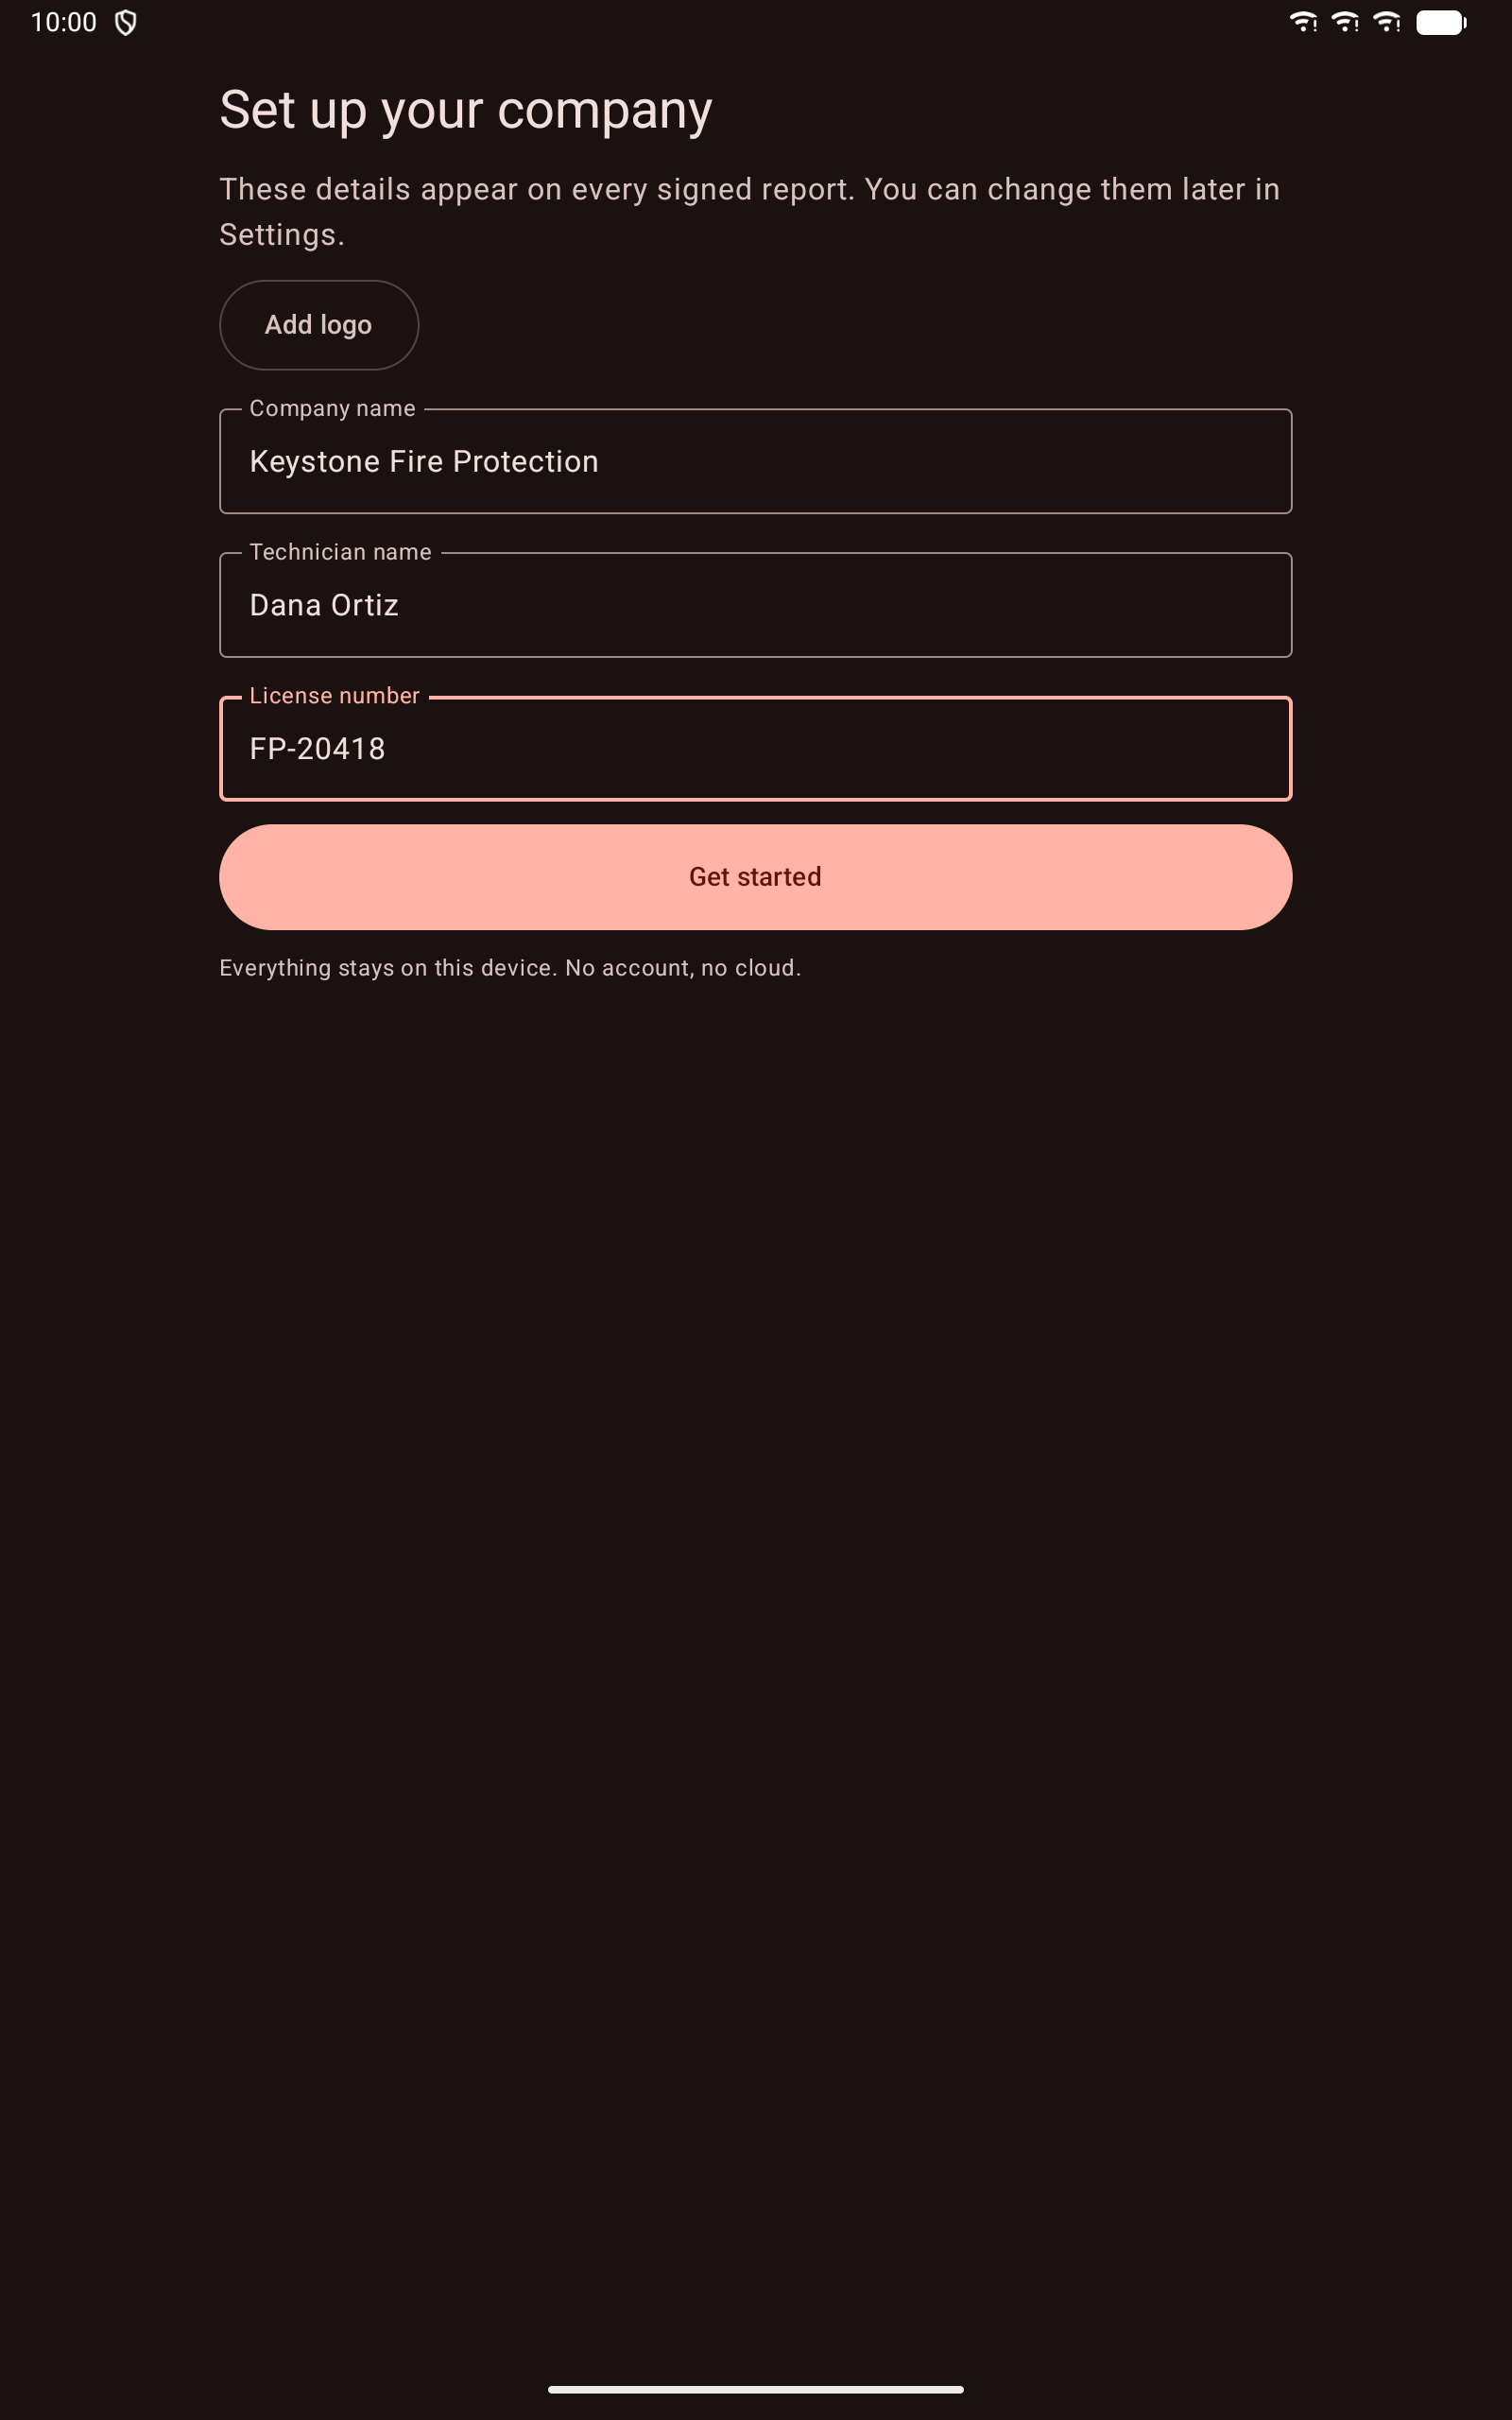 10:00
Set up your company
These details appear on every signed report. You can change them later in
Settings.
Add logo
Company name
Keystone Fire Protection
Technician name
Dana Ortiz
License number
FP-20418
Get started
Everything stays on this device. No account, no cloud.